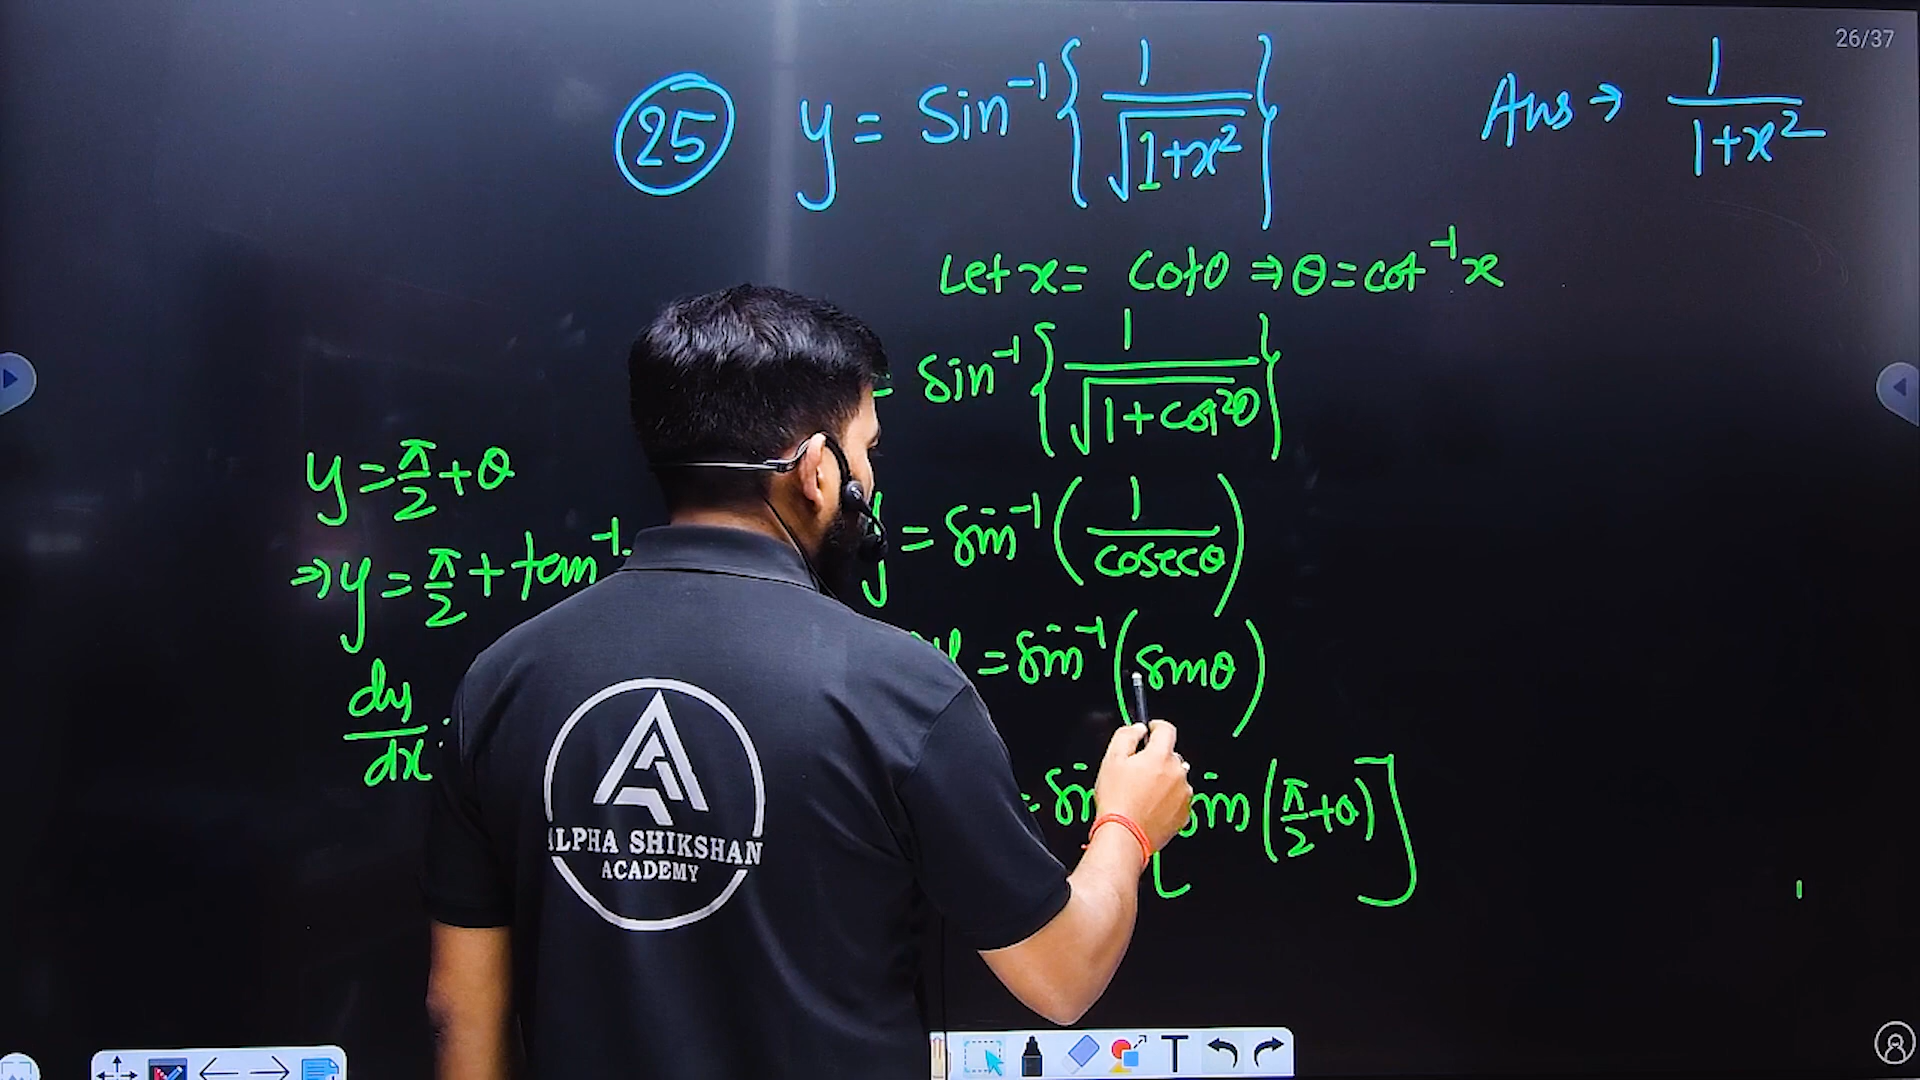 26/37
25 y = Sin⁻¹ { 1 / √(1+x²) } Ans → 1 / (1+x²)
Let x = Cotθ ⇒ θ = cot⁻¹ x
= Sin⁻¹ { 1 / √(1+cot²θ) }
y = Sin⁻¹ ( 1 / cosecθ )
y = Sin⁻¹ (Sinθ)
= [Sin (π/2 + θ)]
y = π/2 + θ
⇒ y = π/2 + tan⁻¹
dy/dx
ALPHA SHIKSHAN
ACADEMY
T